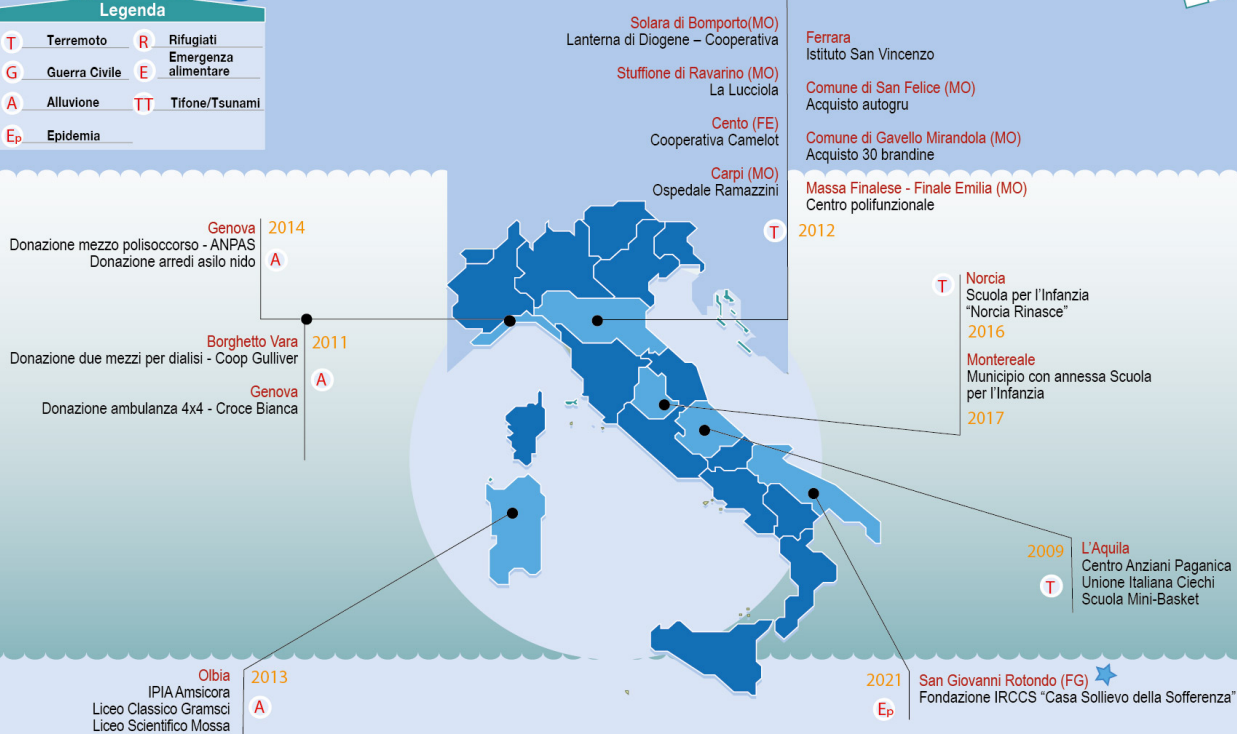 Legenda
T Terremoto
R Rifugiati
G Guerra Civile
E Emergenza
alimentare
A Alluvione
TT Tifone/Tsunami
Ep Epidemia
Solara di Bomporto(MO)
Lanterna di Diogene – Cooperativa
Stuffione di Ravarino (MO)
La Lucciola
Cento (FE)
Cooperativa Camelot
Carpi (MO)
Ospedale Ramazzini
Ferrara
Istituto San Vincenzo
Comune di San Felice (MO)
Acquisto autogru
Comune di Gavello Mirandola (MO)
Acquisto 30 brandine
Massa Finalese - Finale Emilia (MO)
Centro polifunzionale
T 2012
Genova 2014
Donazione mezzo polisoccorso - ANPAS
Donazione arredi asilo nido A
Borghetto Vara 2011
Donazione due mezzi per dialisi - Coop Gulliver
A
Genova
Donazione ambulanza 4x4 - Croce Bianca
T Norcia
Scuola per l'Infanzia
“Norcia Rinasce”
2016
Montereale
Municipio con annessa Scuola
per l'Infanzia
2017
2009 L'Aquila
Centro Anziani Paganica
T Unione Italiana Ciechi
Scuola Mini-Basket
Olbia 2013
IPIA Amsicora
Liceo Classico Gramsci A
Liceo Scientifico Mossa
2021 San Giovanni Rotondo (FG)
Fondazione IRCCS “Casa Sollievo della Sofferenza”
Ep